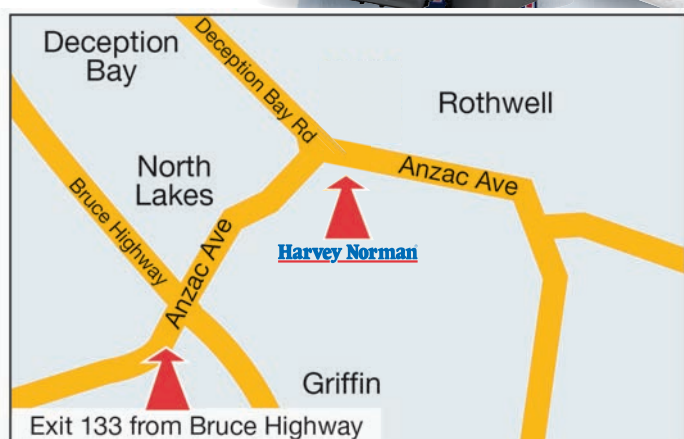 Deception
Bay
Deception Bay Rd
Rothwell
North
Lakes
Anzac Ave
Bruce Highway
Anzac Ave
Harvey Norman
Griffin
Exit 133 from Bruce Highway